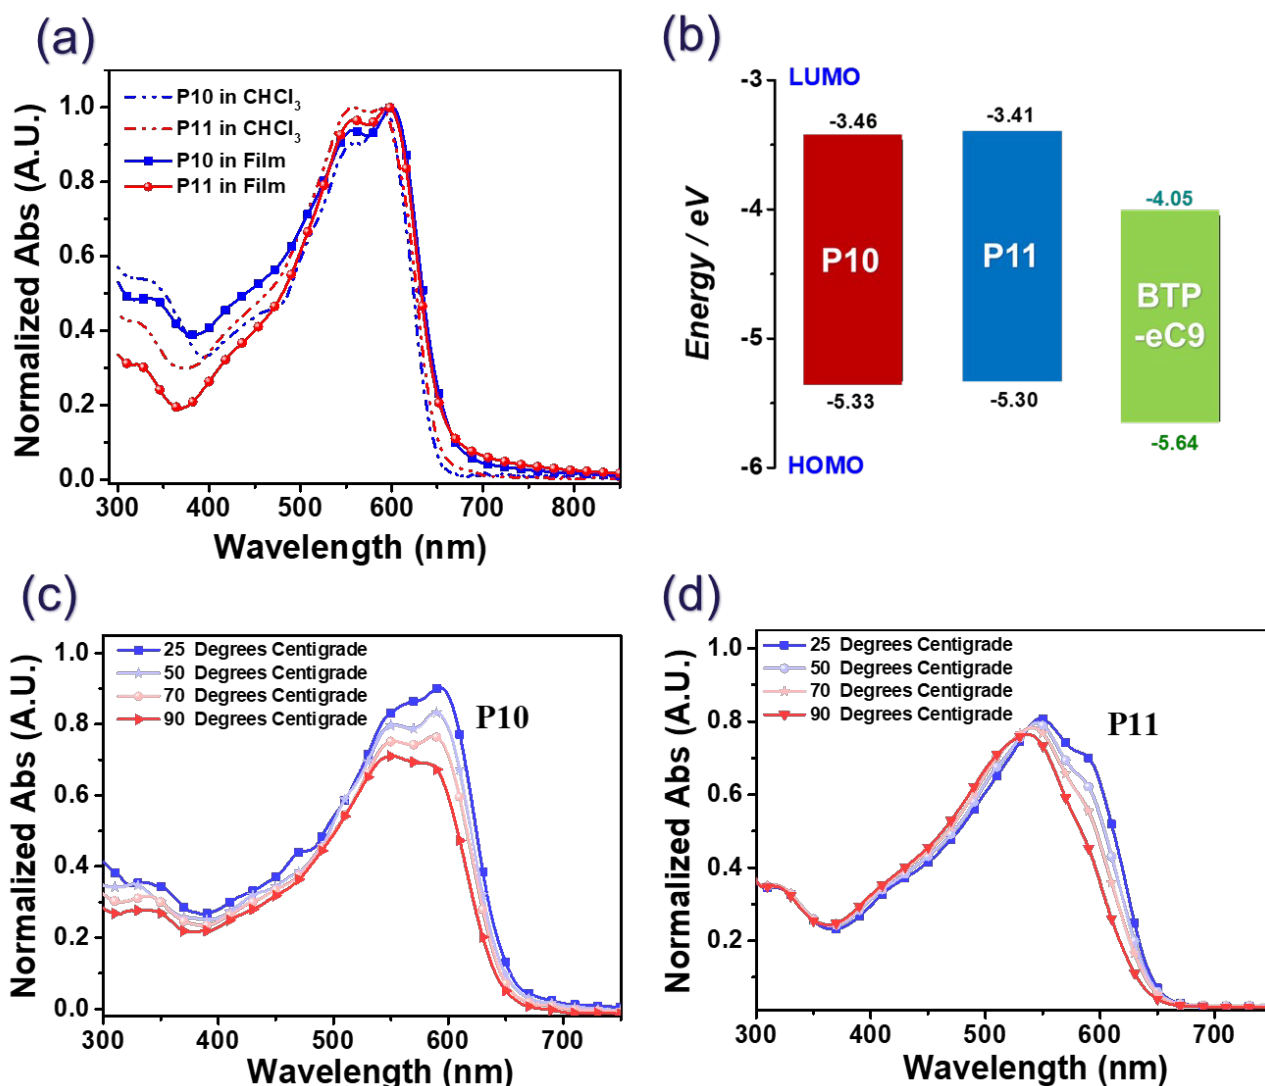 (a)
P10 in CHCl3
P11 in CHCl3
P10 in Film
P11 in Film
1.0
0.8
0.6
0.4
0.2
0.0
Normalized Abs (A.U.)
300 400 500 600 700 800
Wavelength (nm)
(b)
LUMO
-3
-4
-5
-6
Energy / eV
-3.46
-3.41
-4.05
P10
P11
BTP
-eC9
-5.33
-5.30
-5.64
HOMO
(c)
25 Degrees Centigrade
50 Degrees Centigrade
70 Degrees Centigrade
90 Degrees Centigrade
P10
1.0
0.8
0.6
0.4
0.2
0.0
Normalized Abs (A.U.)
300 400 500 600 700
Wavelength (nm)
(d)
25 Degrees Centigrade
50 Degrees Centigrade
70 Degrees Centigrade
90 Degrees Centigrade
P11
1.0
0.8
0.6
0.4
0.2
Normalized Abs (A.U.)
300 400 500 600 700
Wavelength (nm)